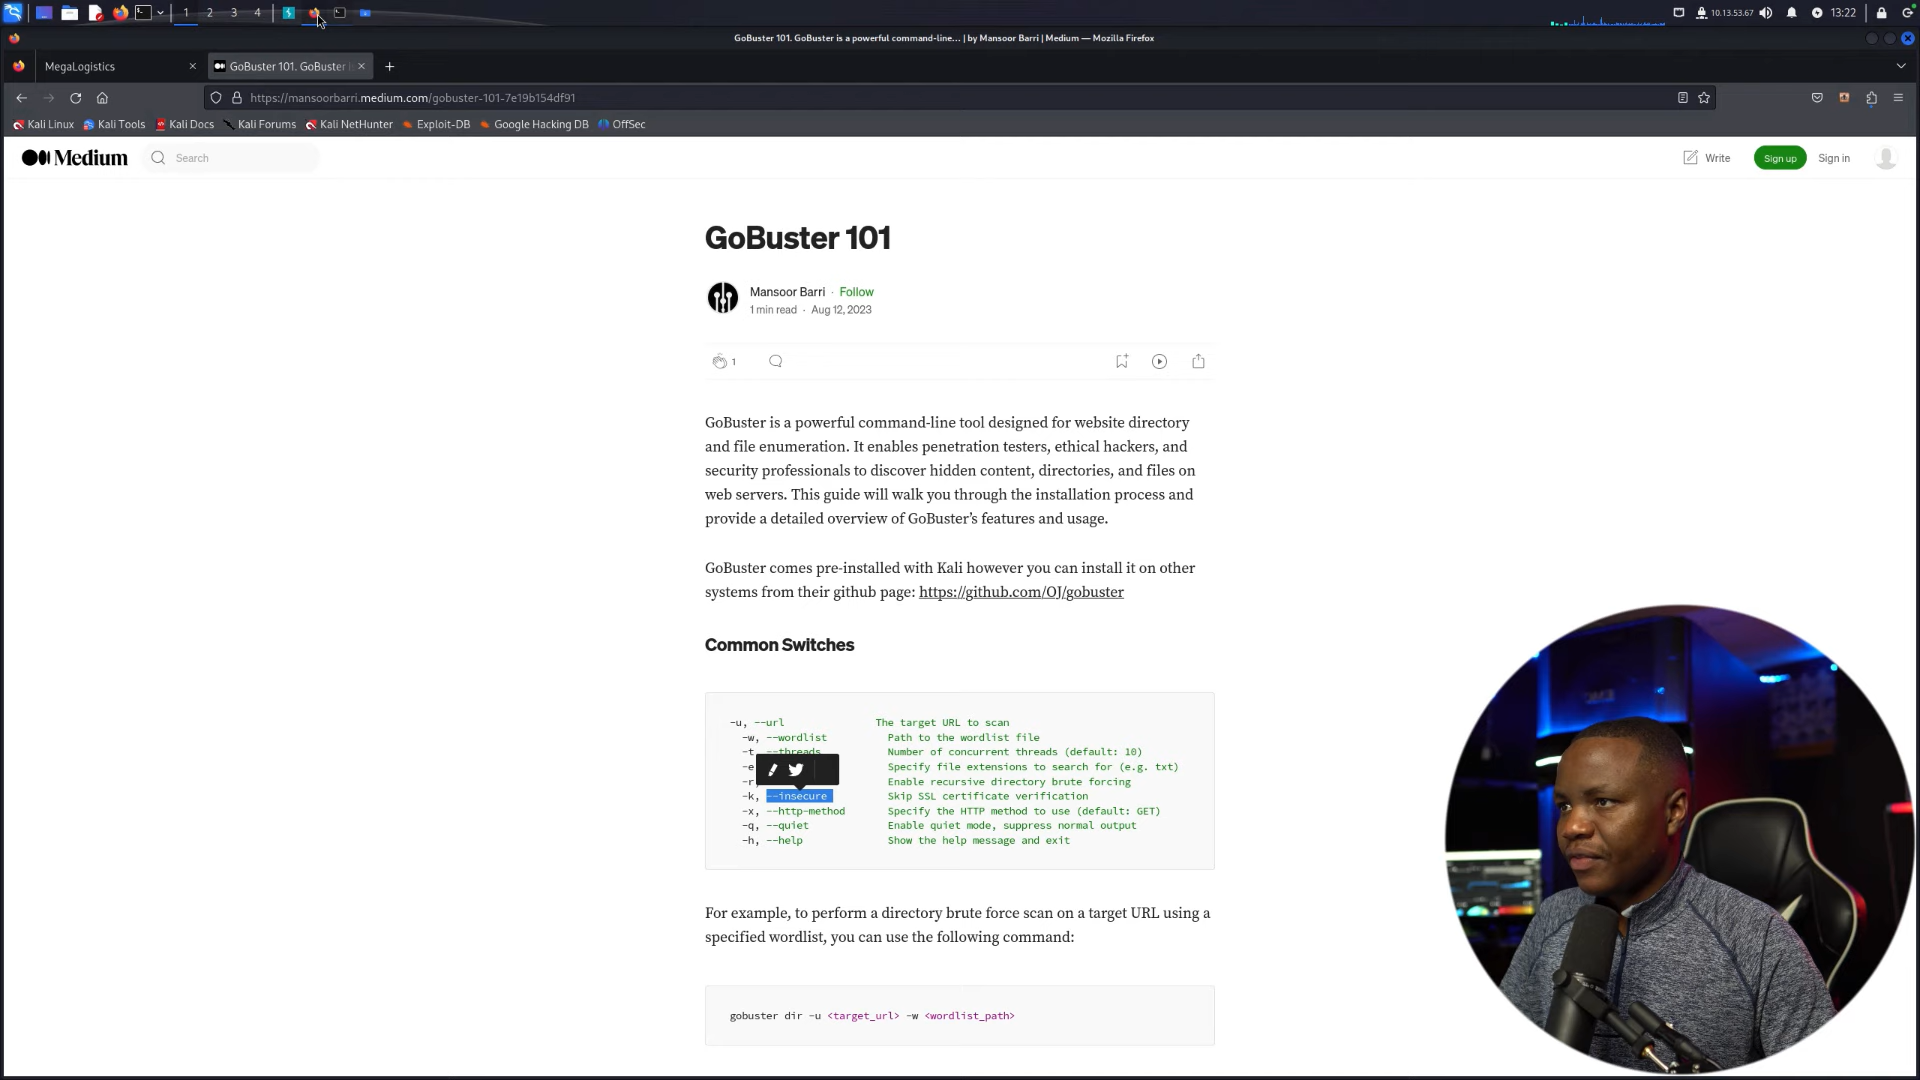 1 2 3 4
10.13.53.67
13:22
GoBuster 101. GoBuster is a powerful command-line... | by Mansoor Barri | Medium — Mozilla Firefox
MegaLogistics
GoBuster 101. GoBuster
https://mansoorbarri.medium.com/gobuster-101-7e19b154df91
Kali Linux Kali Tools Kali Docs Kali Forums Kali NetHunter Exploit-DB Google Hacking DB OffSec
Medium
Search
Write
Sign up
Sign in
GoBuster 101
Mansoor Barri · Follow
1 min read · Aug 12, 2023
1
GoBuster is a powerful command-line tool designed for website directory
and file enumeration. It enables penetration testers, ethical hackers, and
security professionals to discover hidden content, directories, and files on
web servers. This guide will walk you through the installation process and
provide a detailed overview of GoBuster’s features and usage.
GoBuster comes pre-installed with Kali however you can install it on other
systems from their github page: https://github.com/OJ/gobuster
Common Switches
-u, --url The target URL to scan
-w, --wordlist Path to the wordlist file
-t, --threads Number of concurrent threads (default: 10)
-e Specify file extensions to search for (e.g. txt)
-r, Enable recursive directory brute forcing
-k, --insecure Skip SSL certificate verification
-x, --http-method Specify the HTTP method to use (default: GET)
-q, --quiet Enable quiet mode, suppress normal output
-h, --help Show the help message and exit
For example, to perform a directory brute force scan on a target URL using a
specified wordlist, you can use the following command:
gobuster dir -u <target_url> -w <wordlist_path>